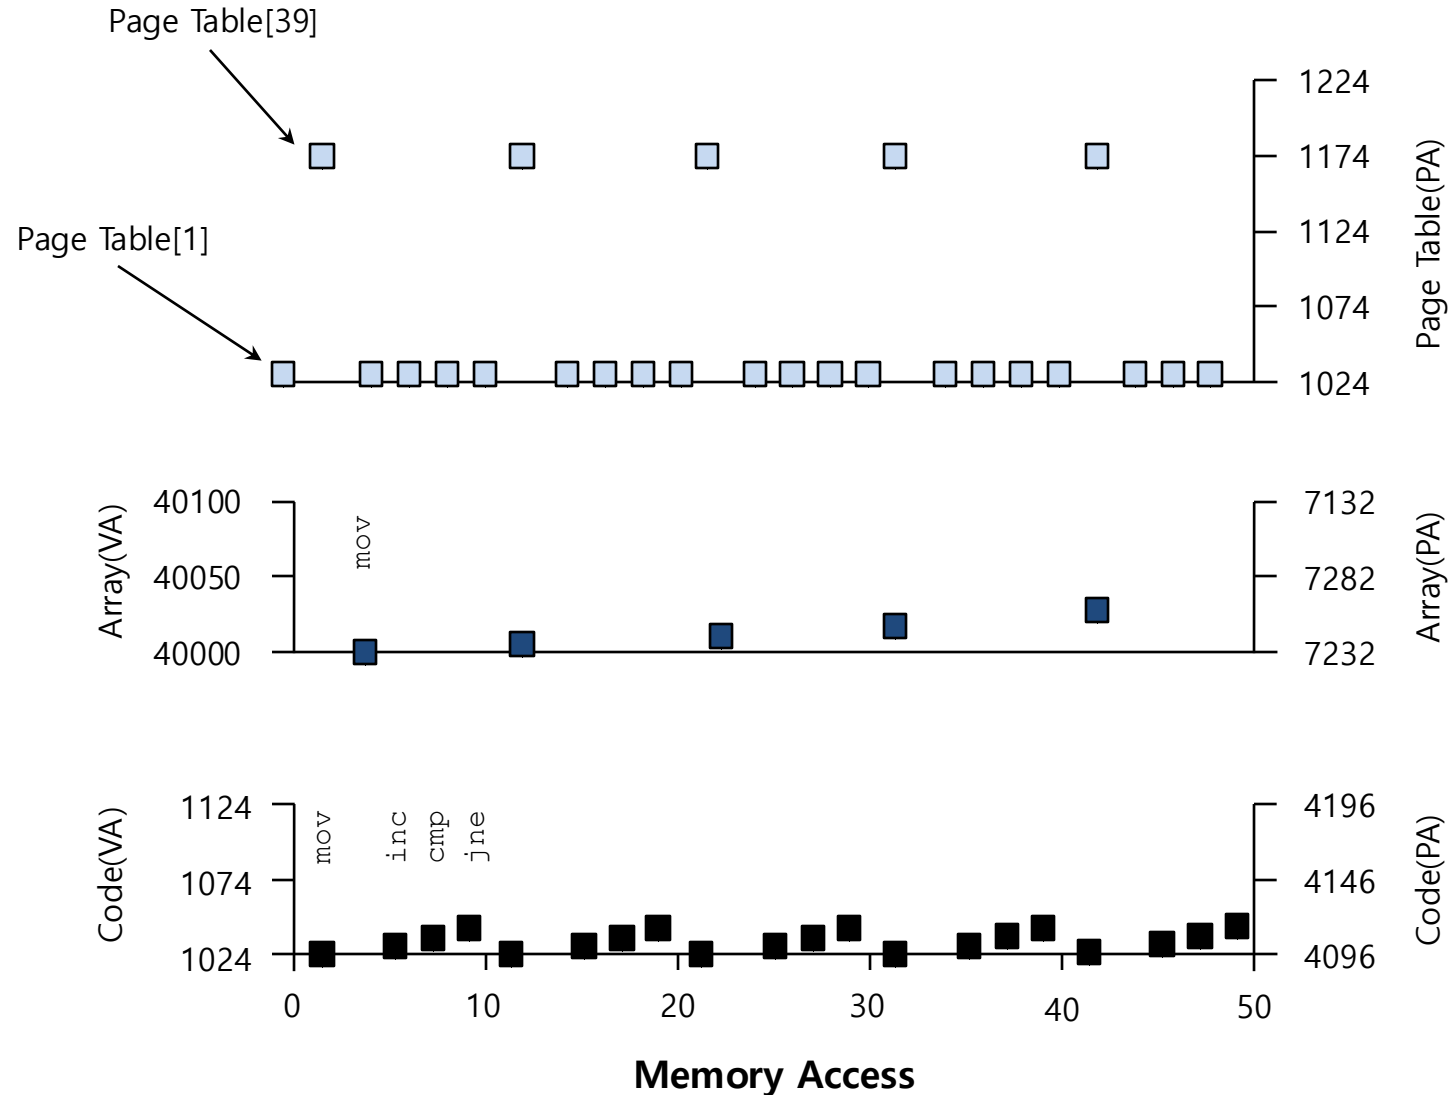 Page Table[39]
Page Table[1]
1224
1174
1124
1074
1024
Page Table(PA)
Array(VA)
40100
40050
40000
mov
7132
7282
7232
Array(PA)
Code(VA)
1124
1074
1024
mov
inc
cmp
jne
4196
4146
4096
Code(PA)
0 10 20 30 40 50
Memory Access